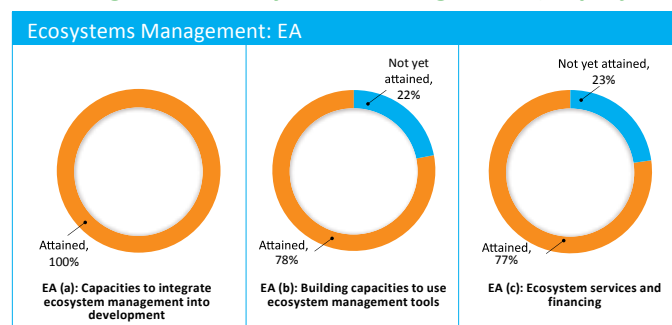 Ecosystems Management: EA
Attained,
100%
EA (a): Capacities to integrate
ecosystem management into
development
Not yet
attained,
22%
Attained,
78%
EA (b): Building capacities to use
ecosystem management tools
Not yet attained,
23%
Attained,
77%
EA (c): Ecosystem services and
financing